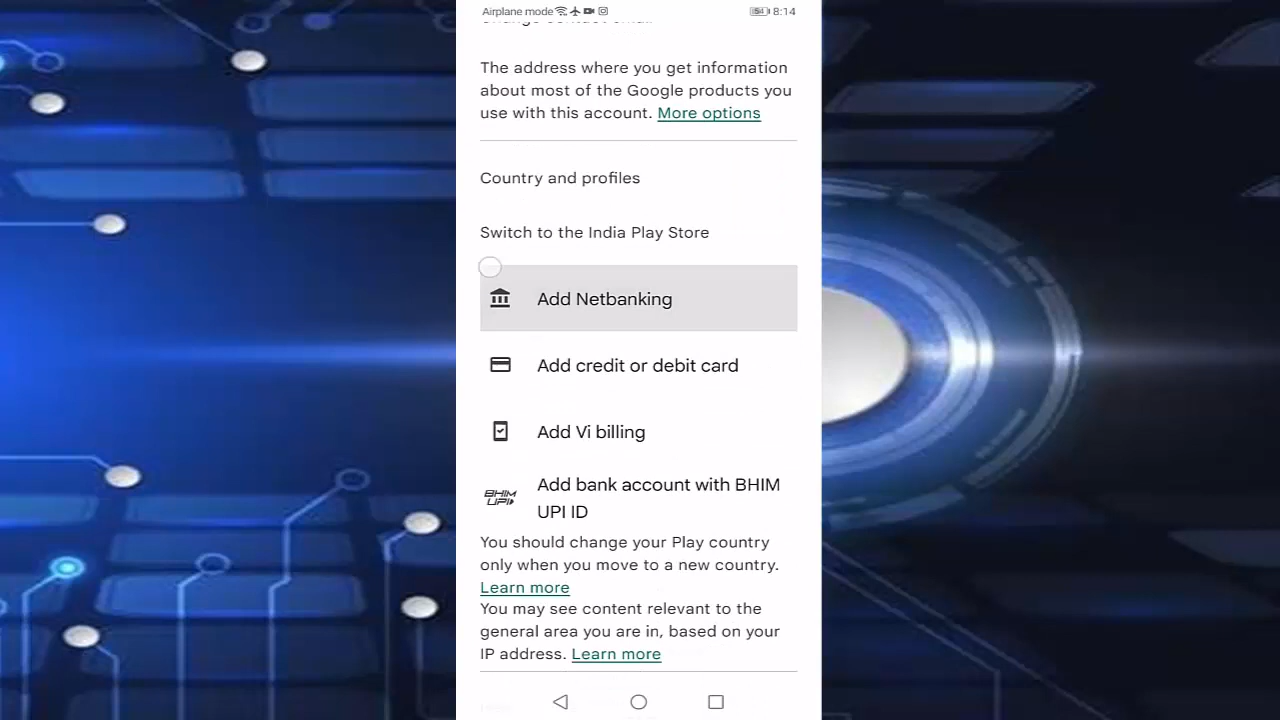 Airplane mode 54 8:14
The address where you get information
about most of the Google products you
use with this account. More options
Country and profiles
Switch to the India Play Store
Add Netbanking
Add credit or debit card
Add Vi billing
Add bank account with BHIM
UPI ID
BHIM
UPI
You should change your Play country
only when you move to a new country.
Learn more
You may see content relevant to the
general area you are in, based on your
IP address. Learn more